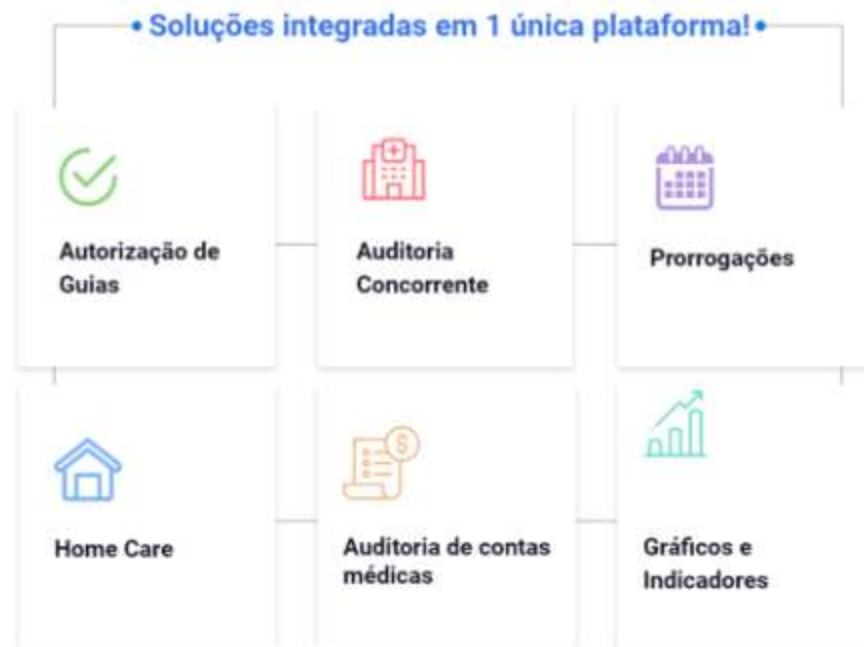 Soluções integradas em 1 única plataforma!
Autorização de
Guias
Auditoria
Concorrente
Prorrogações
Home Care
$
Auditoria de contas
médicas
Gráficos e
Indicadores